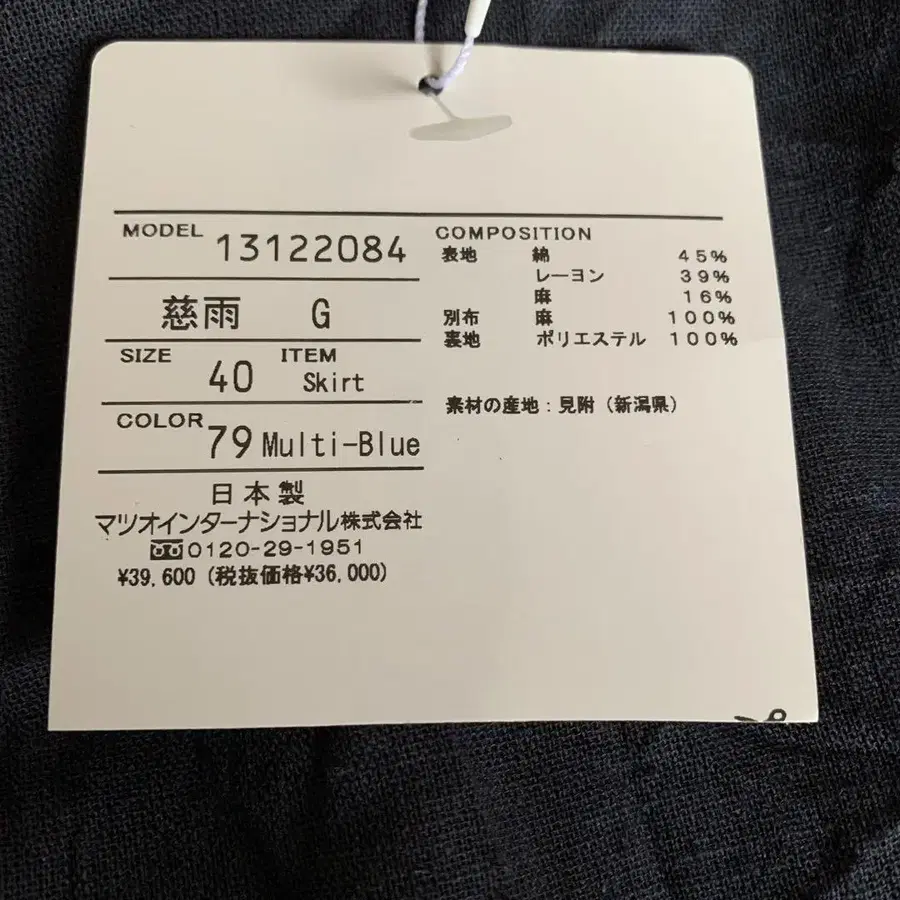 MODEL 13122084
慈雨 G
SIZE 40 ITEM Skirt
COLOR 79 Multi-Blue
日本製
マツオインターナショナル株式会社
0120-29-1951
¥39,600 (税抜価格¥36,000)
COMPOSITION
表地 綿 45%
レーヨン 39%
麻 16%
別布 麻 100%
裏地 ポリエステル 100%
素材の産地:見附(新潟県)